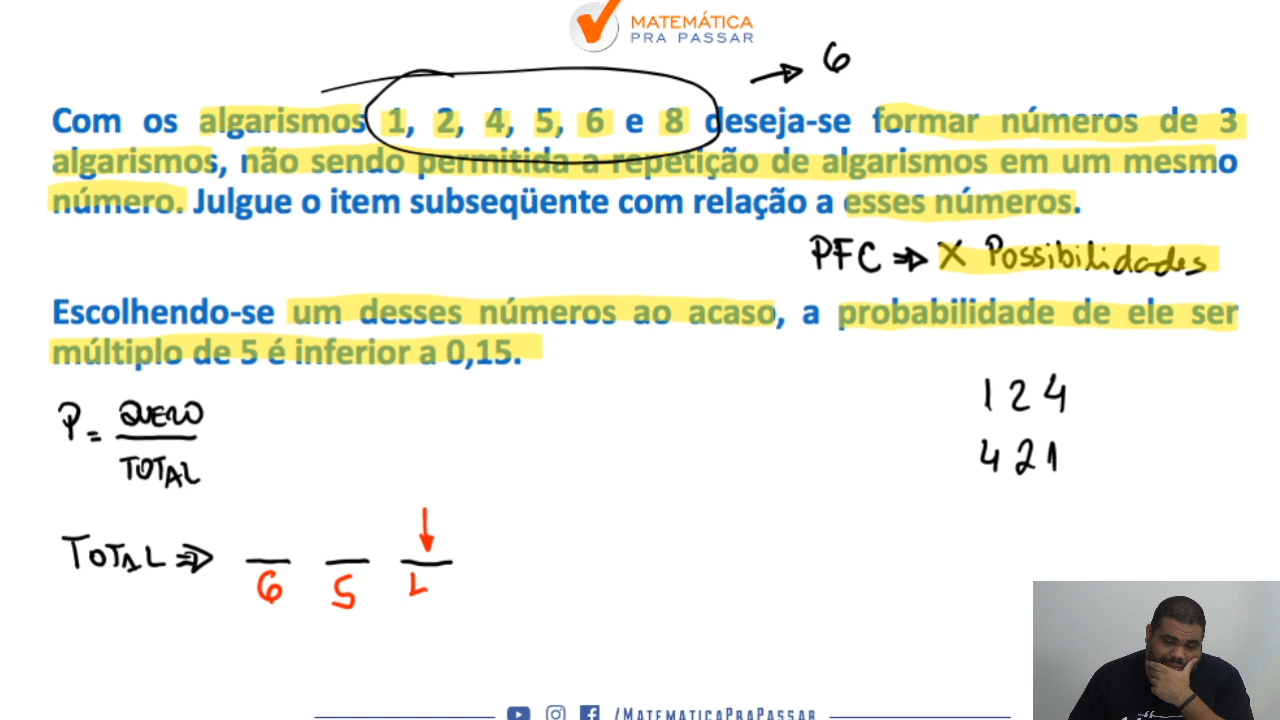 MATEMÁTICA
PRA PASSAR
6
Com os algarismos 1, 2, 4, 5, 6 e 8 deseja-se formar números de 3
algarismos, não sendo permitida a repetição de algarismos em um mesmo
número. Julgue o item subseqüente com relação a esses números.
PFC ⇒ X Possibilidades
Escolhendo-se um desses números ao acaso, a probabilidade de ele ser
múltiplo de 5 é inferior a 0,15.
P = QUERO
TOTAL
1 2 4
4 2 1
TOTAL ⇒
6 5
/MatematicaPraPassar